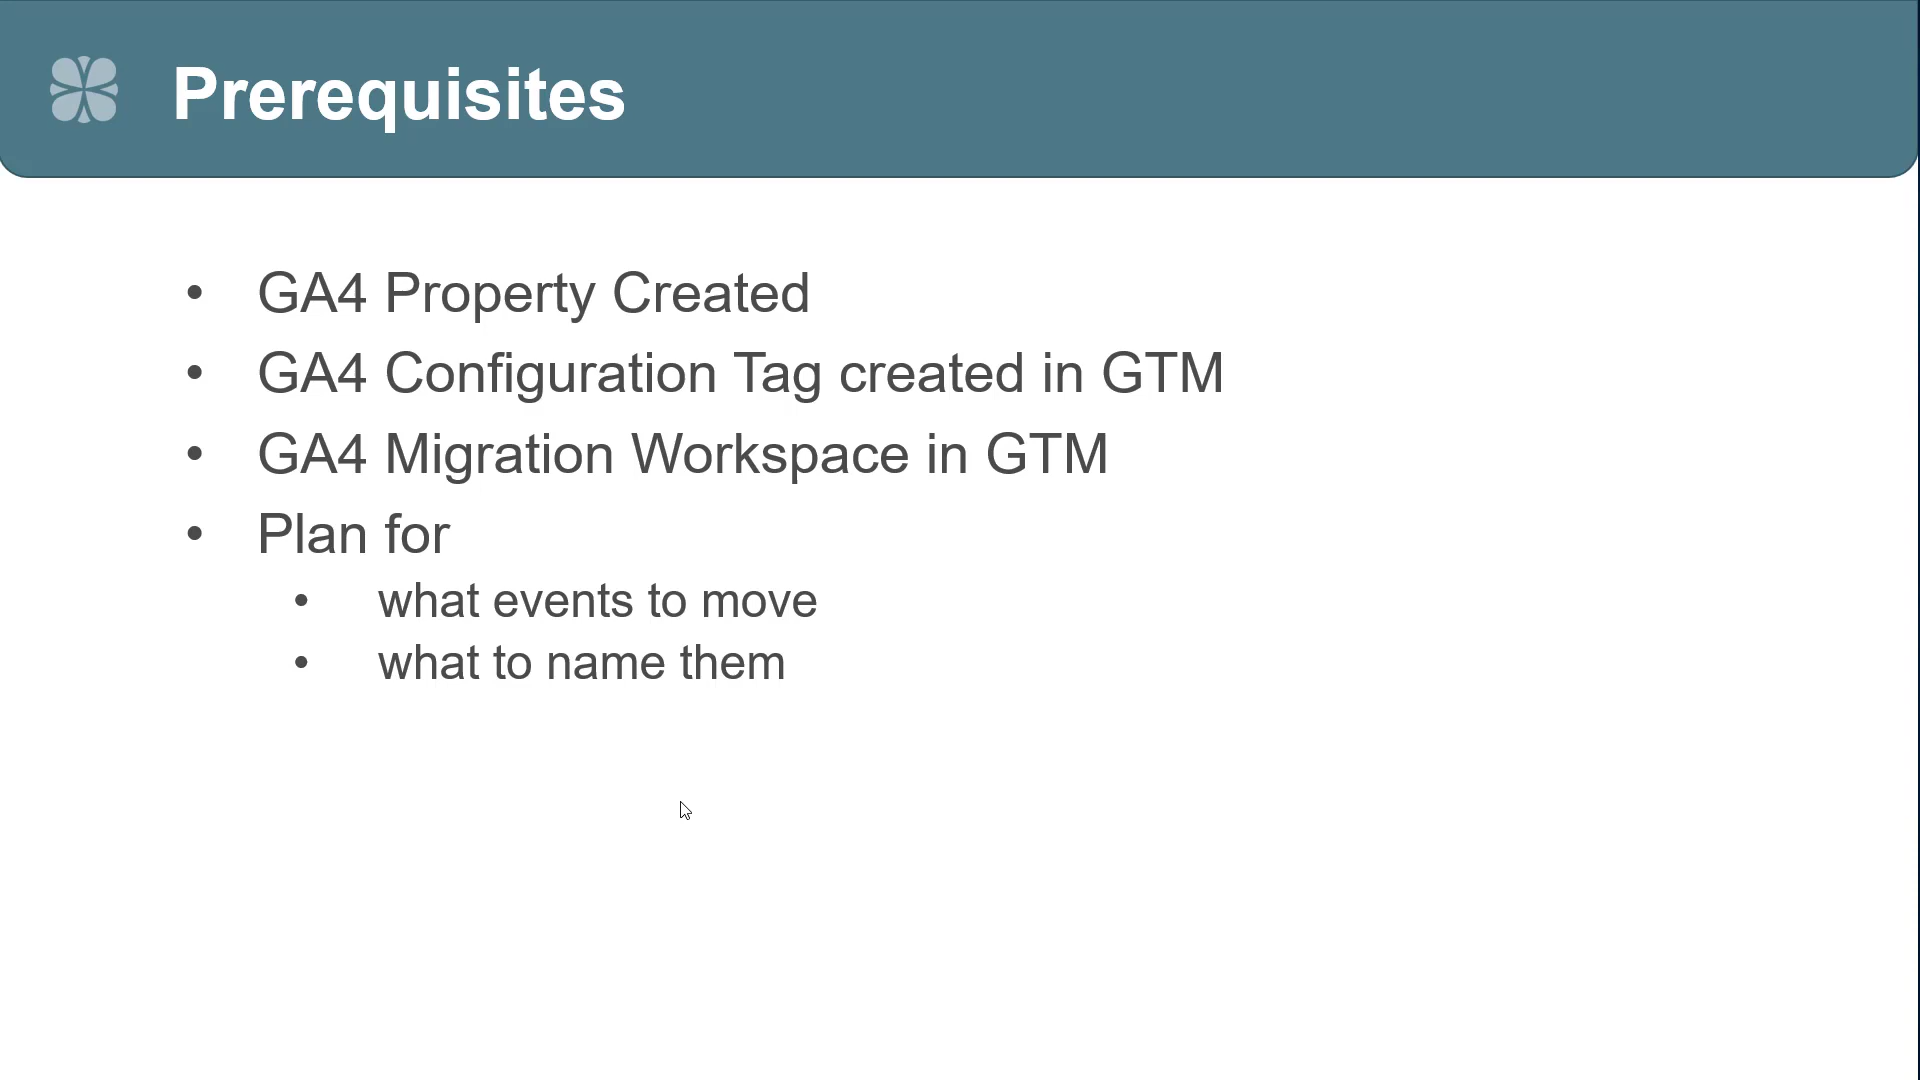 Prerequisites
• GA4 Property Created
• GA4 Configuration Tag created in GTM
• GA4 Migration Workspace in GTM
• Plan for
• what events to move
• what to name them